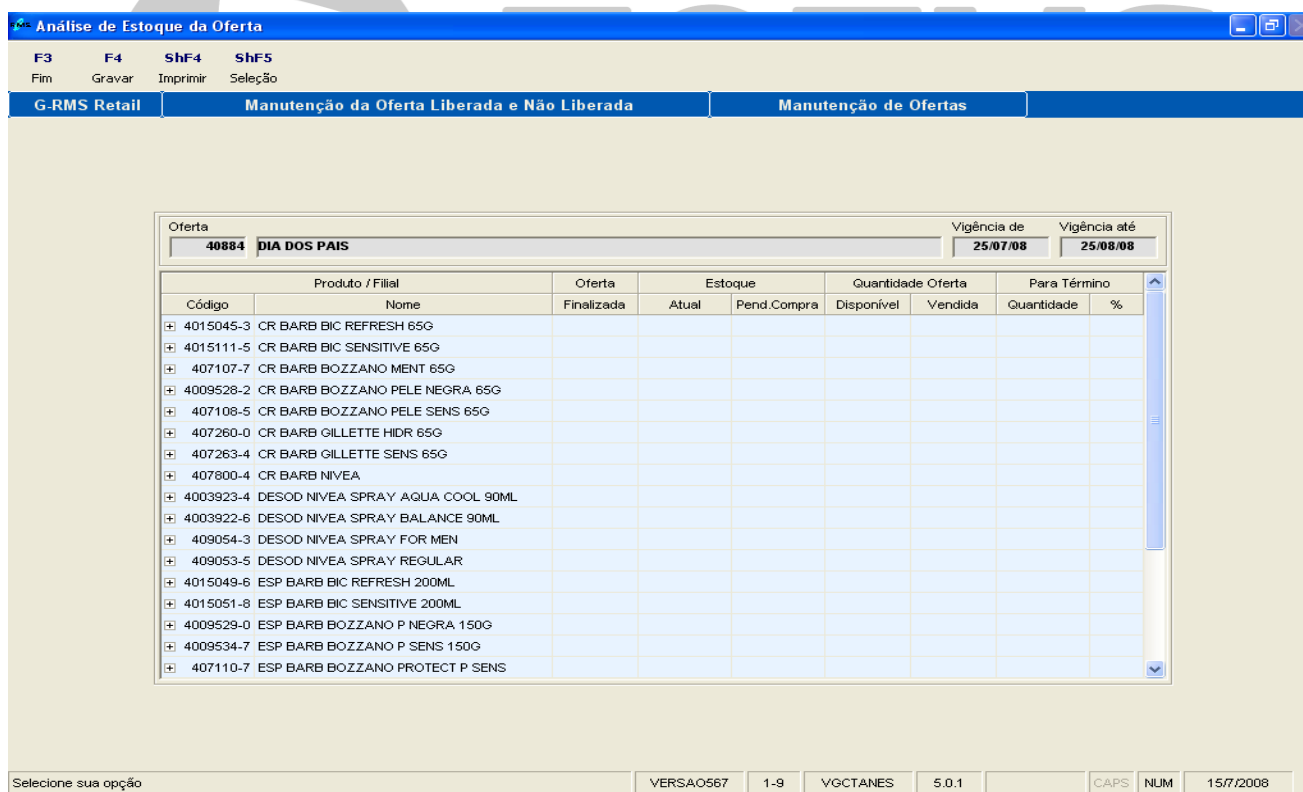 Análise de Estoque da Oferta
F3 F4 ShF4 ShF5
Fim Gravar Imprimir Seleção
G-RMS Retail Manutenção da Oferta Liberada e Não Liberada Manutenção de Ofertas
Oferta Vigência de Vigência até
40884 DIA DOS PAIS 25/07/08 25/08/08
Produto / Filial Oferta Estoque Quantidade Oferta Para Término
Código Nome Finalizada Atual Pend.Compra Disponível Vendida Quantidade %
4015045-3 CR BARB BIC REFRESH 65G
4015111-5 CR BARB BIC SENSITIVE 65G
407107-7 CR BARB BOZZANO MENT 65G
4009528-2 CR BARB BOZZANO PELE NEGRA 65G
407108-5 CR BARB BOZZANO PELE SENS 65G
407260-0 CR BARB GILLETTE HIDR 65G
407263-4 CR BARB GILLETTE SENS 65G
407800-4 CR BARB NIVEA
4003923-4 DESOD NIVEA SPRAY AQUA COOL 90ML
4003922-6 DESOD NIVEA SPRAY BALANCE 90ML
409054-3 DESOD NIVEA SPRAY FOR MEN
409053-5 DESOD NIVEA SPRAY REGULAR
4015049-6 ESP BARB BIC REFRESH 200ML
4015051-8 ESP BARB BIC SENSITIVE 200ML
4009529-0 ESP BARB BOZZANO P NEGRA 150G
4009534-7 ESP BARB BOZZANO P SENS 150G
407110-7 ESP BARB BOZZANO PROTECT P SENS
Selecione sua opção VERSAO567 1-9 VGCTANES 5.0.1 CAPS NUM 15/7/2008